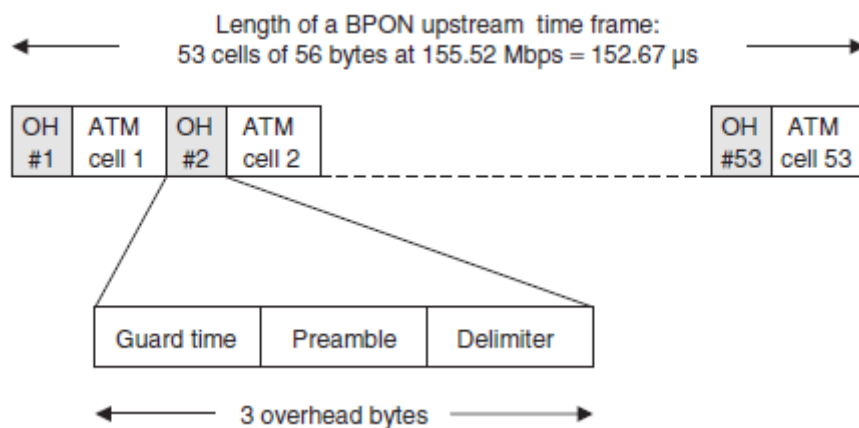 Length of a BPON upstream time frame:
53 cells of 56 bytes at 155.52 Mbps = 152.67 μs
OH #1
ATM cell 1
OH #2
ATM cell 2
OH #53
ATM cell 53
Guard time
Preamble
Delimiter
3 overhead bytes